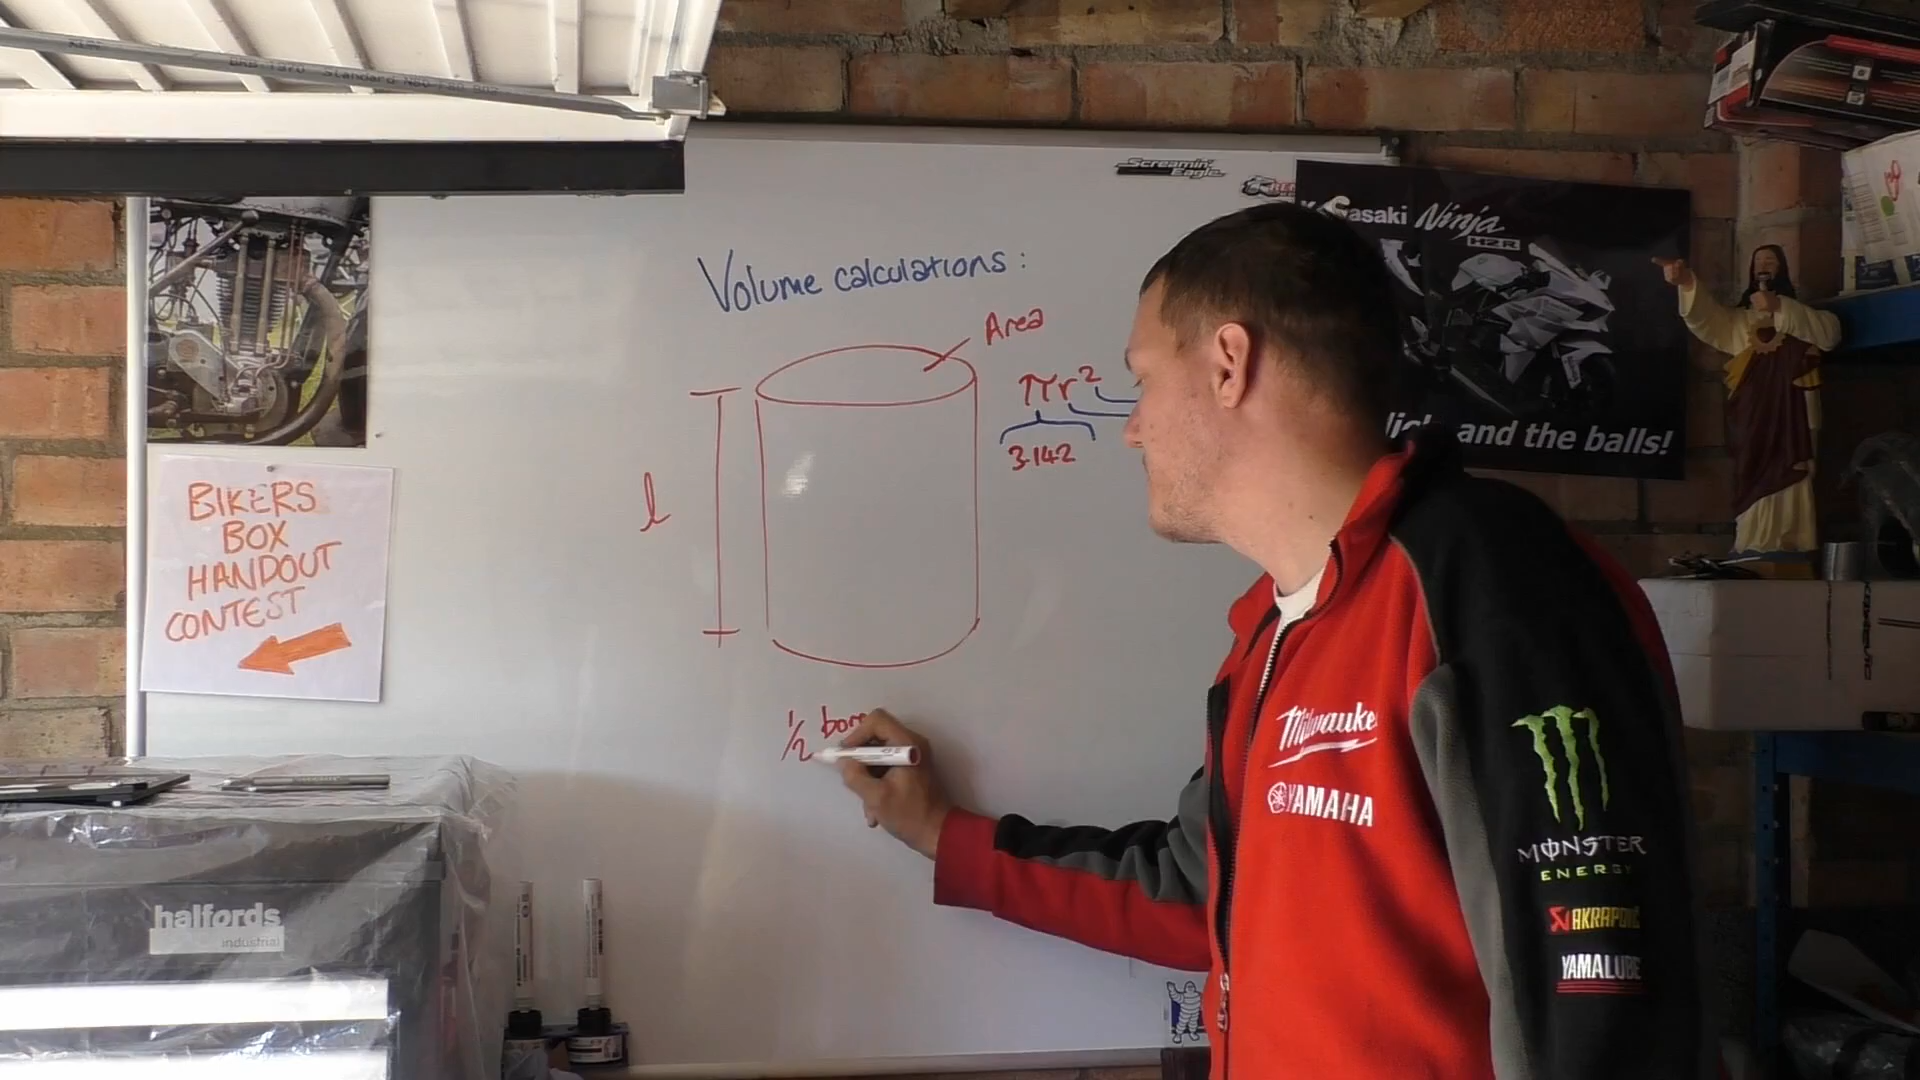 Screamin'
Eagle
Kawasaki Ninja
H2R
and the balls!
Volume calculations:
Area
πr²
3.142
l
1/2 bore
BIKERS
BOX
HANDOUT
CONTEST
halfords
industrial
Milwaukee
YAMAHA
MONSTER
ENERGY
AKRAPOVIC
YAMALUBE